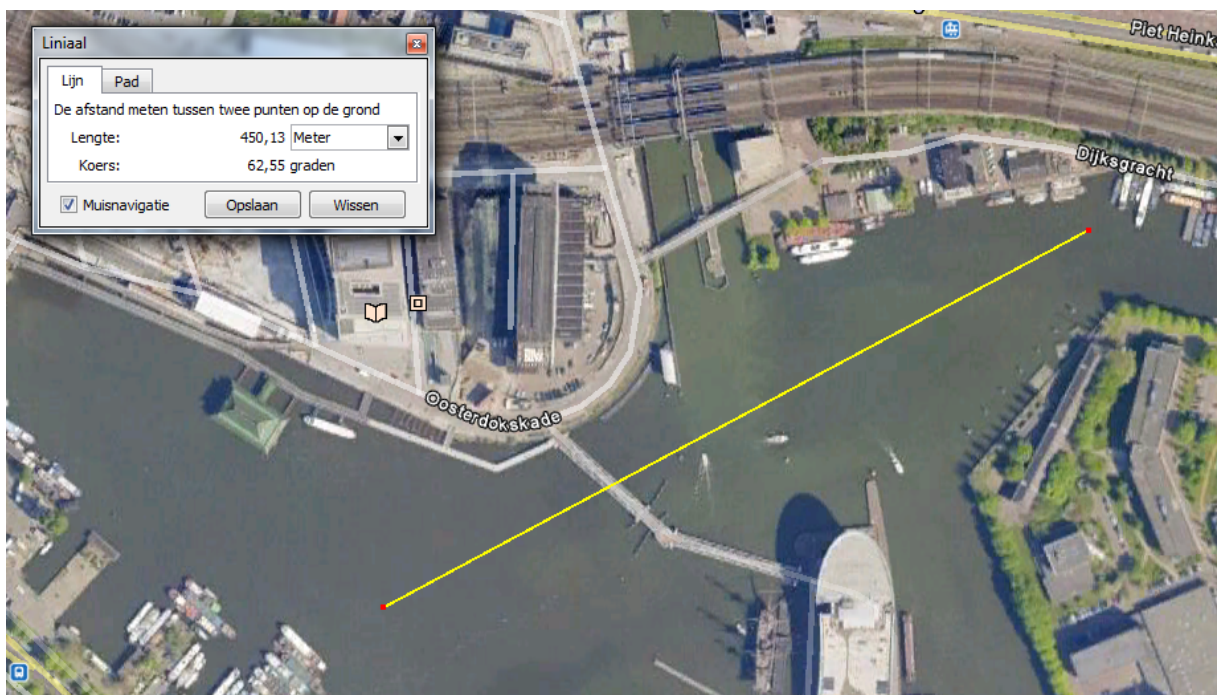 Liniaal
Lijn Pad
De afstand meten tussen twee punten op de grond
Lengte: 450,13 Meter
Koers: 62,55 graden
Muisnavigatie Opslaan Wissen
Piet Heink
Dijksgracht
Oosterdokskade